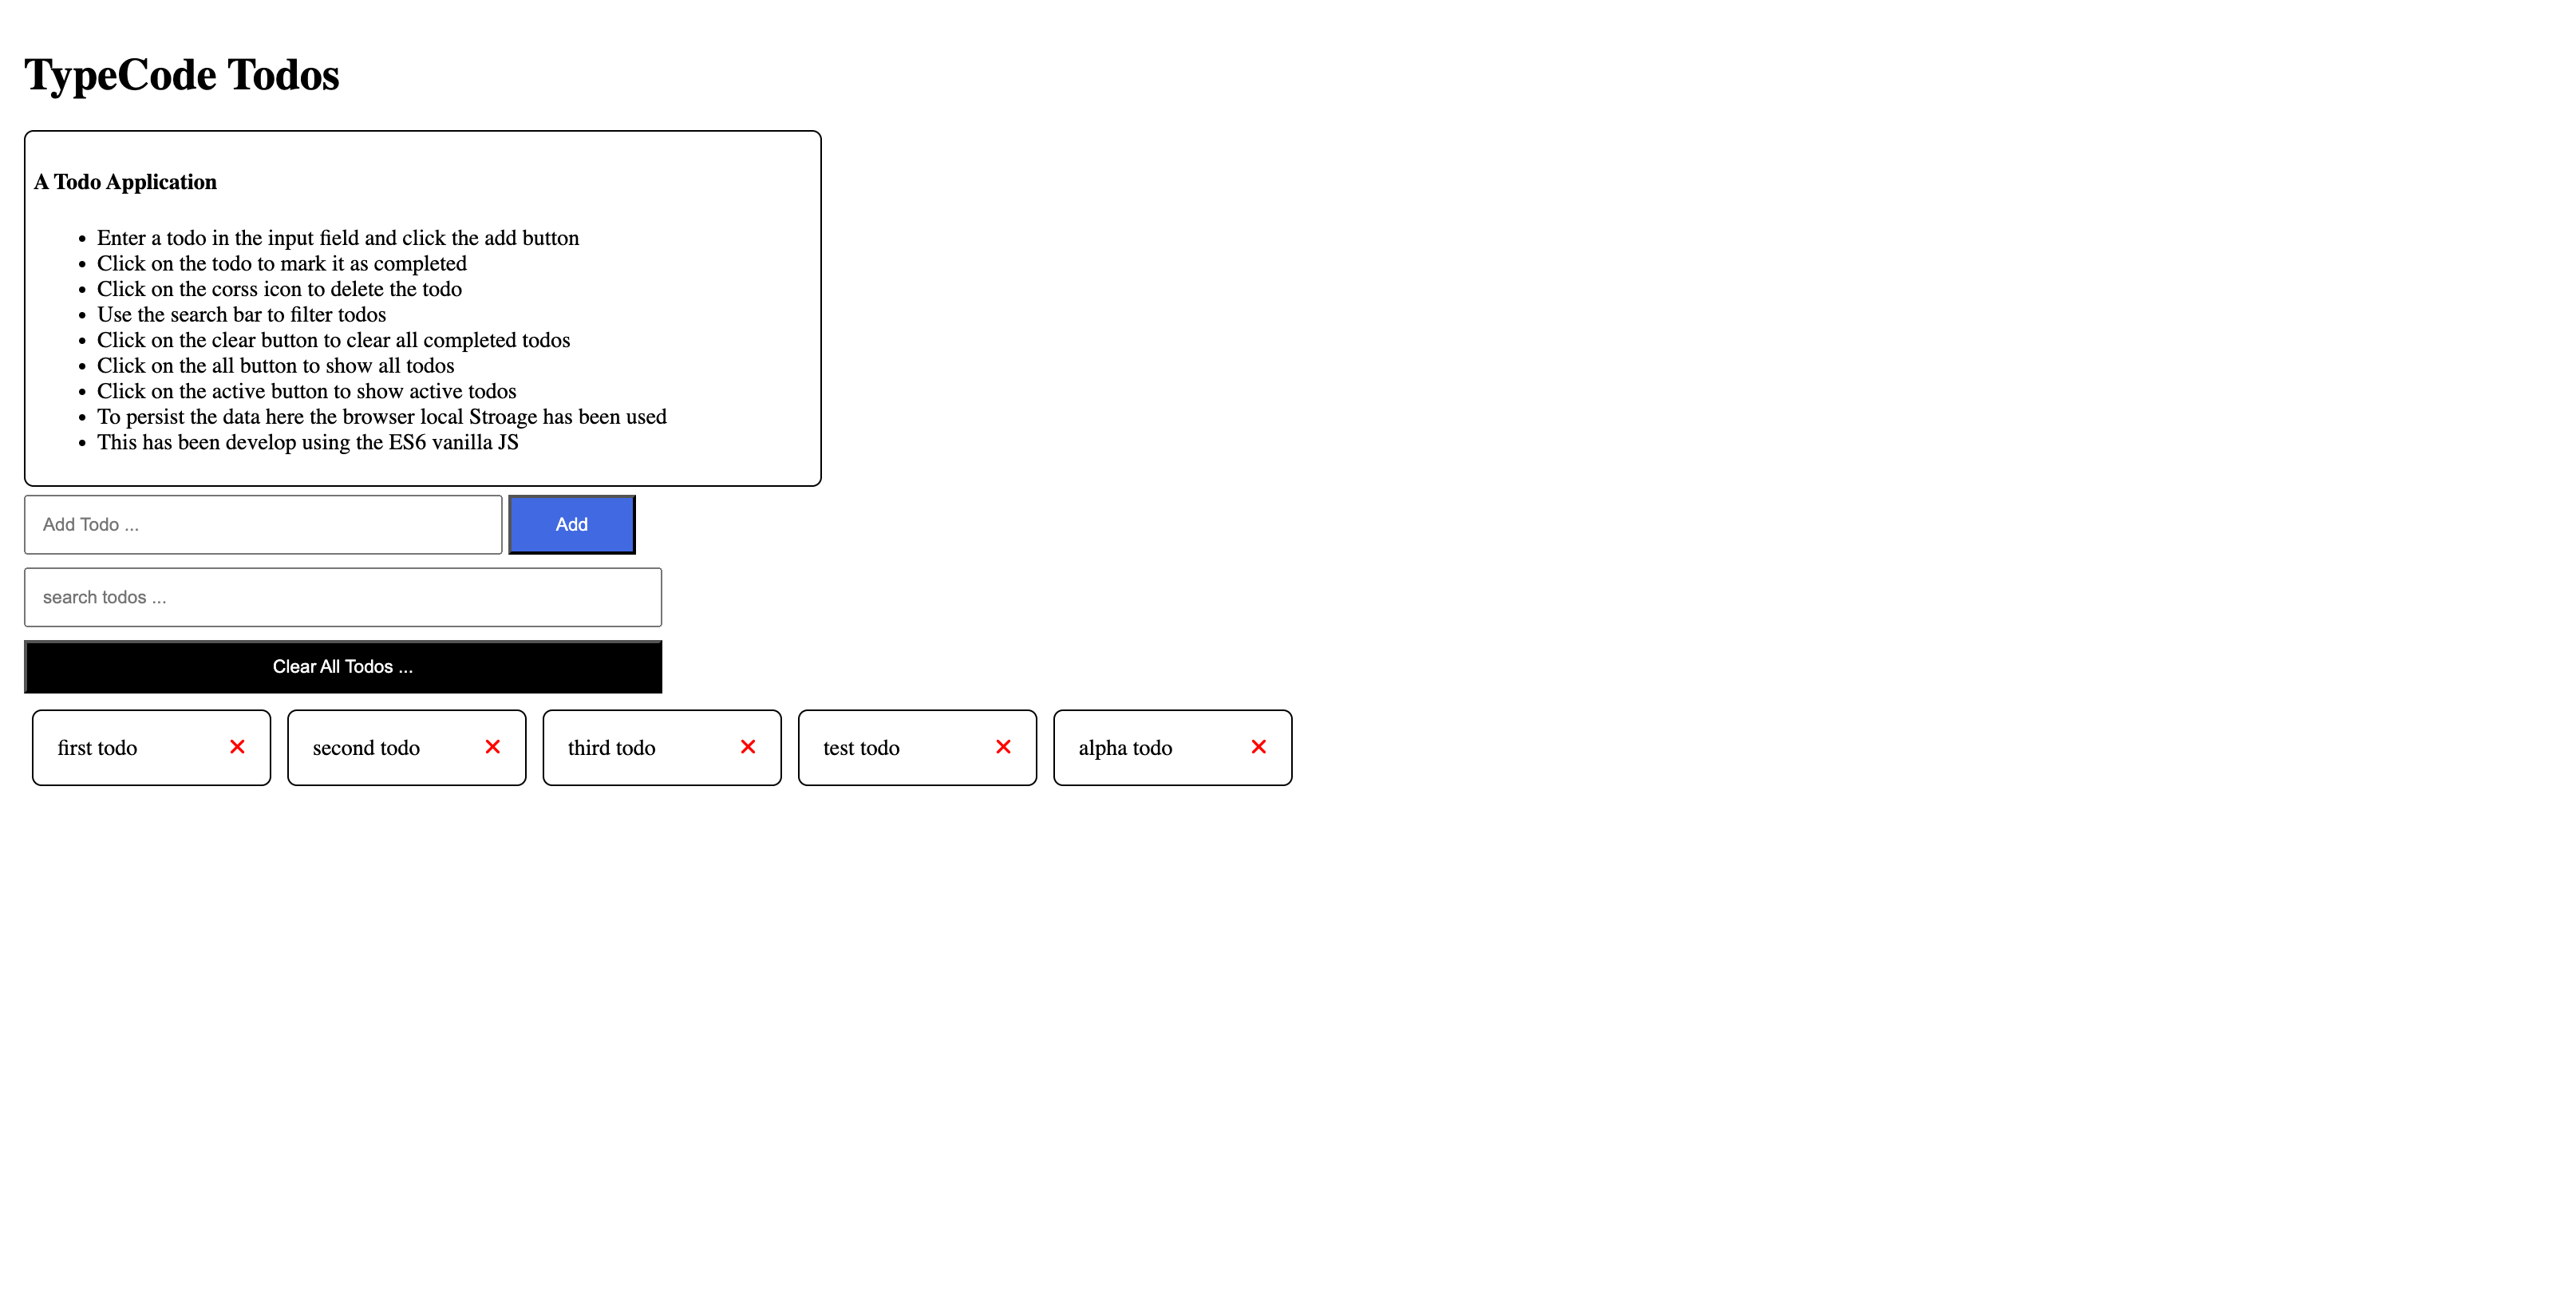 TypeCode Todos
A Todo Application
Enter a todo in the input field and click the add button
Click on the todo to mark it as completed
Click on the corss icon to delete the todo
Use the search bar to filter todos
Click on the clear button to clear all completed todos
Click on the all button to show all todos
Click on the active button to show active todos
To persist the data here the browser local Stroage has been used
This has been develop using the ES6 vanilla JS
Add Todo ... Add
search todos ...
Clear All Todos ...
first todo second todo third todo test todo alpha todo